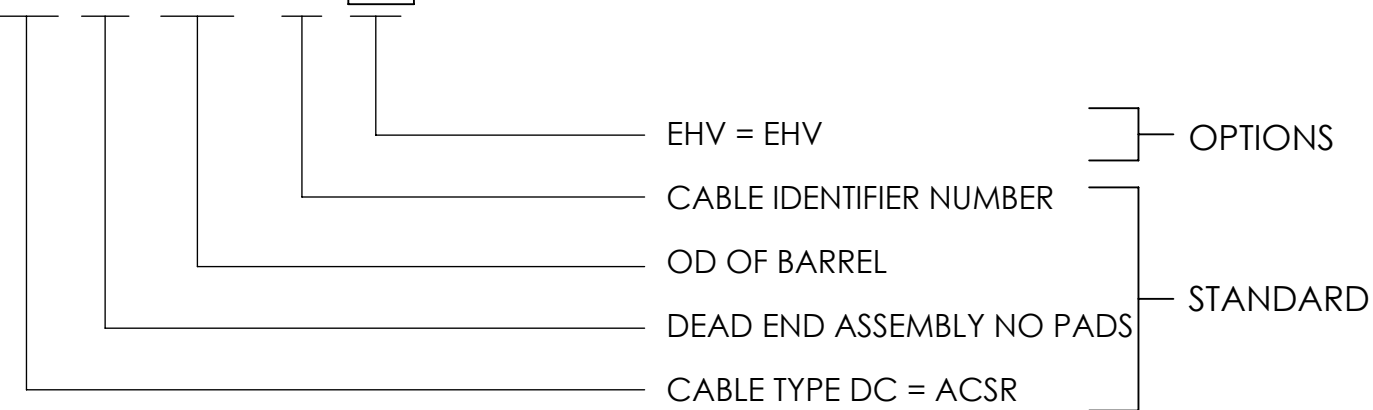 EHV = EHV
OPTIONS
CABLE IDENTIFIER NUMBER
OD OF BARREL
STANDARD
DEAD END ASSEMBLY NO PADS
CABLE TYPE DC = ACSR